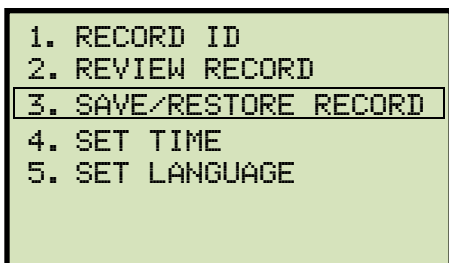 1. RECORD ID
2. REVIEW RECORD
3. SAVE/RESTORE RECORD
4. SET TIME
5. SET LANGUAGE